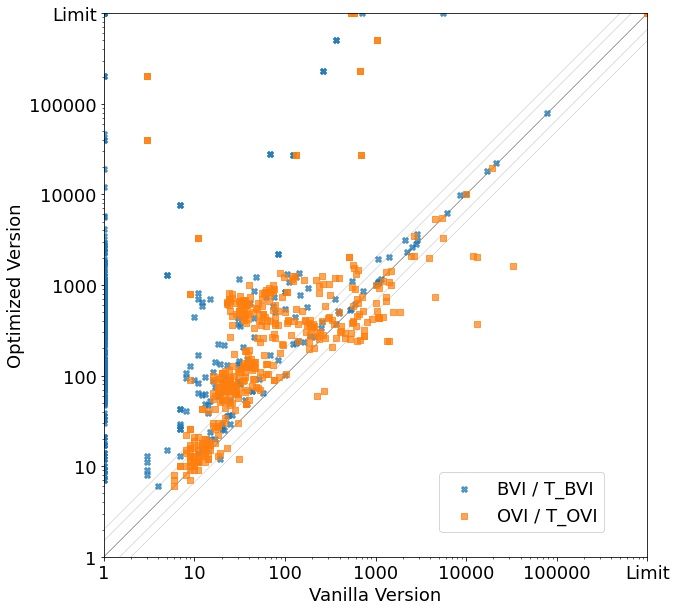 Limit
100000
10000
1000
100
10
1
Optimized Version
BVI / T_BVI
OVI / T_OVI
1 10 100 1000 10000 100000 Limit
Vanilla Version